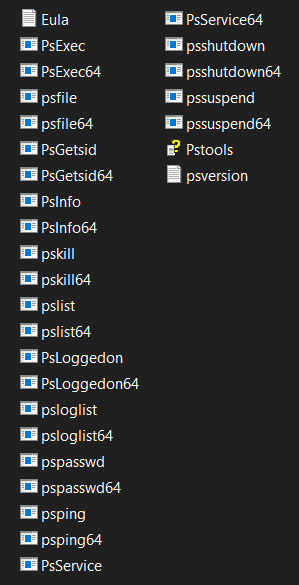 Eula
PsExec
PsExec64
psfile
psfile64
PsGetsid
PsGetsid64
PsInfo
PsInfo64
pskill
pskill64
pslist
pslist64
PsLoggedon
PsLoggedon64
psloglist
psloglist64
pspasswd
pspasswd64
psping
psping64
PsService
PsService64
psshutdown
psshutdown64
pssuspend
pssuspend64
Pstools
psversion